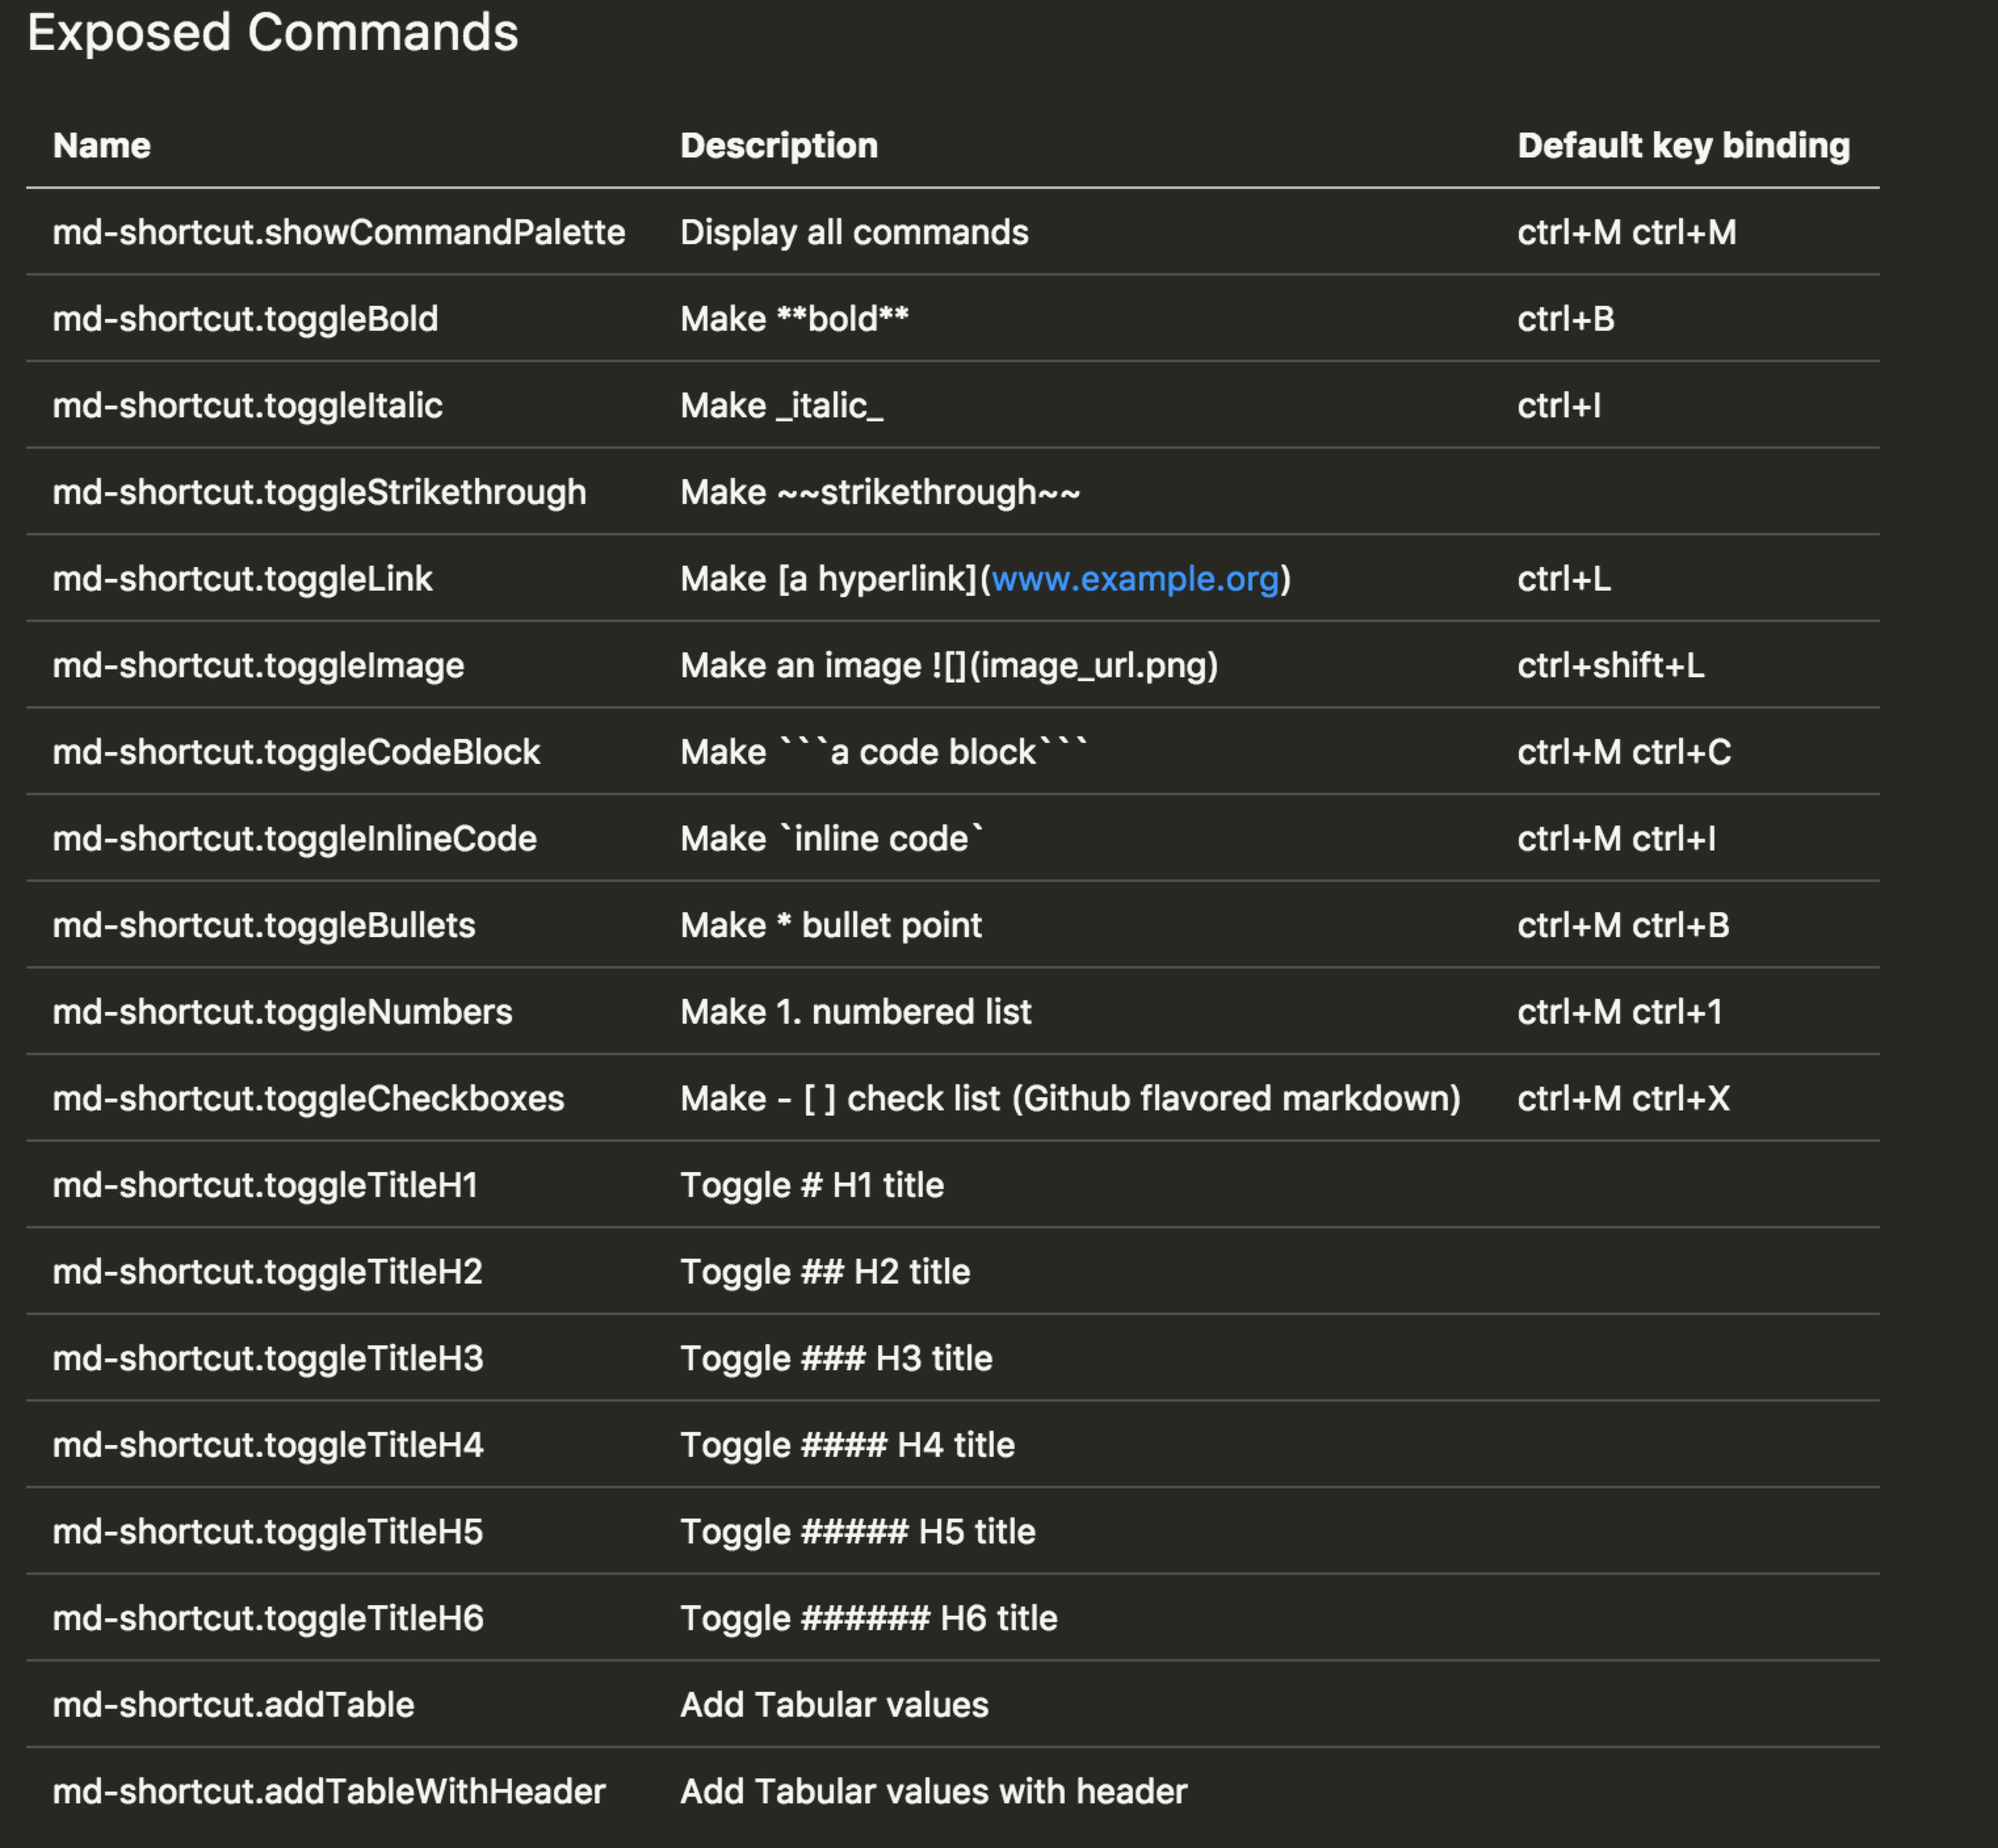 Exposed Commands
Name Description Default key binding
md-shortcut.showCommandPalette Display all commands ctrl+M ctrl+M
md-shortcut.toggleBold Make **bold** ctrl+B
md-shortcut.toggleItalic Make _italic_ ctrl+I
md-shortcut.toggleStrikethrough Make ~~strikethrough~~
md-shortcut.toggleLink Make [a hyperlink](www.example.org) ctrl+L
md-shortcut.toggleImage Make an image ![](image_url.png) ctrl+shift+L
md-shortcut.toggleCodeBlock Make ```a code block``` ctrl+M ctrl+C
md-shortcut.toggleInlineCode Make `inline code` ctrl+M ctrl+I
md-shortcut.toggleBullets Make * bullet point ctrl+M ctrl+B
md-shortcut.toggleNumbers Make 1. numbered list ctrl+M ctrl+1
md-shortcut.toggleCheckboxes Make - [ ] check list (Github flavored markdown) ctrl+M ctrl+X
md-shortcut.toggleTitleH1 Toggle # H1 title
md-shortcut.toggleTitleH2 Toggle ## H2 title
md-shortcut.toggleTitleH3 Toggle ### H3 title
md-shortcut.toggleTitleH4 Toggle #### H4 title
md-shortcut.toggleTitleH5 Toggle ##### H5 title
md-shortcut.toggleTitleH6 Toggle ###### H6 title
md-shortcut.addTable Add Tabular values
md-shortcut.addTableWithHeader Add Tabular values with header